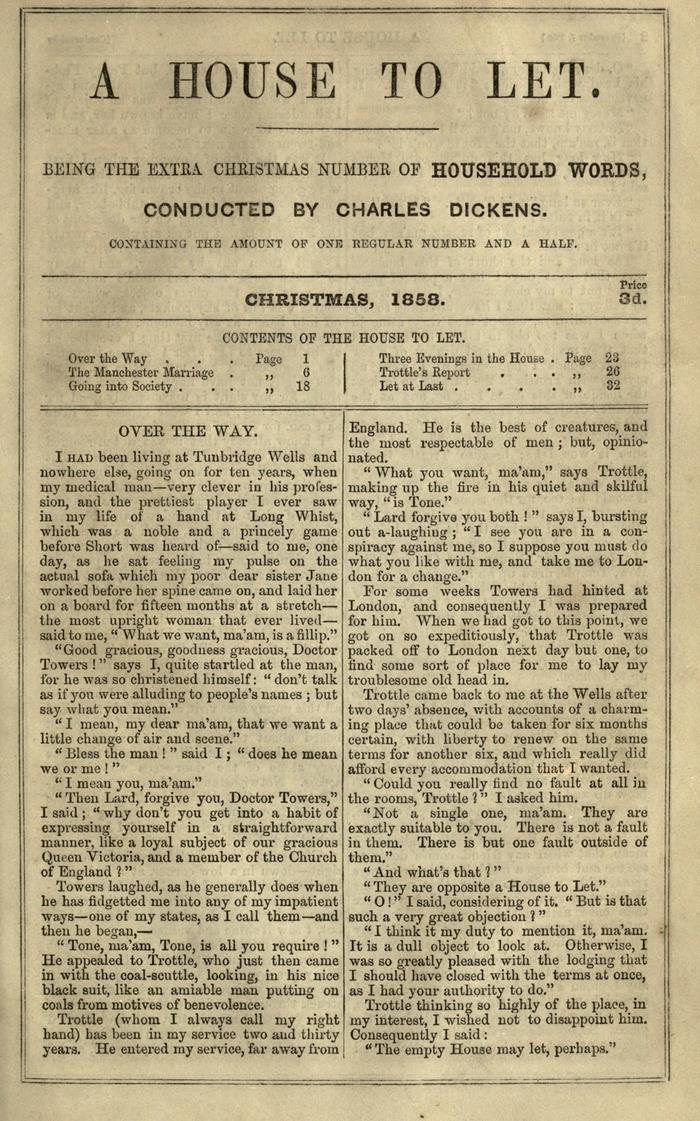 A HOUSE TO LET.
BEING THE EXTRA CHRISTMAS NUMBER OF HOUSEHOLD WORDS,
CONDUCTED BY CHARLES DICKENS.
CONTAINING THE AMOUNT OF ONE REGULAR NUMBER AND A HALF.
CHRISTMAS, 1858.
Price
3d.
CONTENTS OF THE HOUSE TO LET.
Over the Way . . . Page 1
The Manchester Marriage . „ 6
Going into Society . . . „ 18
Three Evenings in the House . Page 23
Trottle's Report . . . „ 26
Let at Last . . . . „ 32
OVER THE WAY.
I HAD been living at Tunbridge Wells and
nowhere else, going on for ten years, when
my medical man—very clever in his profes-
sion, and the prettiest player I ever saw
in my life of a hand at Long Whist,
which was a noble and a princely game
before Short was heard of—said to me, one
day, as he sat feeling my pulse on the
actual sofa which my poor dear sister Jane
worked before her spine came on, and laid her
on a board for fifteen months at a stretch—
the most upright woman that ever lived—
said to me, “ What we want, ma'am, is a fillip.”
“Good gracious, goodness gracious, Doctor
Towers ! ” says I, quite startled at the man,
for he was so christened himself: “ don't talk
as if you were alluding to people's names ; but
say what you mean.”
“ I mean, my dear ma'am, that we want a
little change of air and scene.”
“ Bless the man ! ” said I ; “ does he mean
we or me ! ”
“ I mean you, ma'am.”
“ Then Lard, forgive you, Doctor Towers,”
I said ; “ why don't you get into a habit of
expressing yourself in a straightforward
manner, like a loyal subject of our gracious
Queen Victoria, and a member of the Church
of England ? ”
Towers laughed, as he generally does when
he has fidgetted me into any of my impatient
ways—one of my states, as I call them—and
then he began,—
“ Tone, ma'am, Tone, is all you require ! ”
He appealed to Trottle, who just then came
in with the coal-scuttle, looking, in his nice
black suit, like an amiable man putting on
coals from motives of benevolence.
Trottle (whom I always call my right
hand) has been in my service two and thirty
years. He entered my service, far away from
England. He is the best of creatures, and
the most respectable of men ; but, opinio-
nated.
“ What you want, ma'am,” says Trottle,
making up the fire in his quiet and skilful
way, “ is Tone.”
“ Lard forgive you both ! ” says I, bursting
out a-laughing ; “ I see you are in a con-
spiracy against me, so I suppose you must do
what you like with me, and take me to Lon-
don for a change.”
For some weeks Towers had hinted at
London, and consequently I was prepared
for him. When we had got to this point, we
got on so expeditiously, that Trottle was
packed off to London next day but one, to
find some sort of place for me to lay my
troublesome old head in.
Trottle came back to me at the Wells after
two days' absence, with accounts of a charm-
ing place that could be taken for six months
certain, with liberty to renew on the same
terms for another six, and which really did
afford every accommodation that I wanted.
“ Could you really find no fault at all in
the rooms, Trottle ? ” I asked him.
“Not a single one, ma'am. They are
exactly suitable to you. There is not a fault
in them. There is but one fault outside of
them.”
“ And what's that ? ”
“ They are opposite a House to Let.”
“ O ! ” I said, considering of it. “ But is that
such a very great objection ? ”
“ I think it my duty to mention it, ma'am.
It is a dull object to look at. Otherwise, I
was so greatly pleased with the lodging that
I should have closed with the terms at once,
as I had your authority to do.”
Trottle thinking so highly of the place, in
my interest, I wished not to disappoint him.
Consequently I said :
“ The empty House may let, perhaps.”